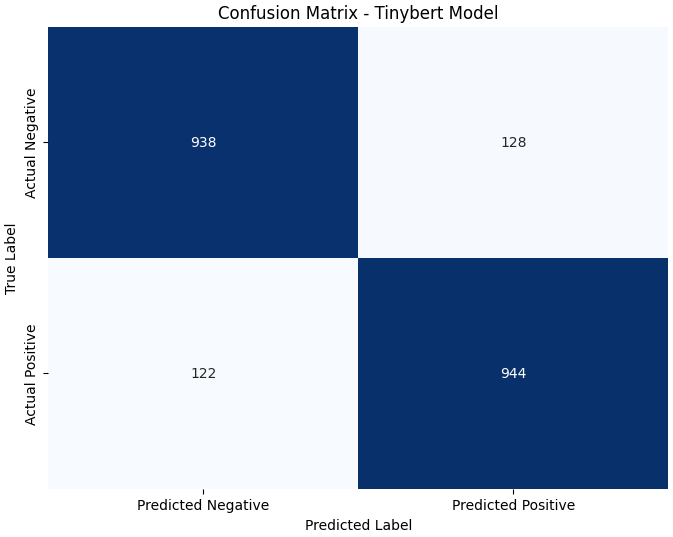 Confusion Matrix - Tinybert Model
True Label
Actual Negative
938
128
Actual Positive
122
944
Predicted Negative
Predicted Positive
Predicted Label